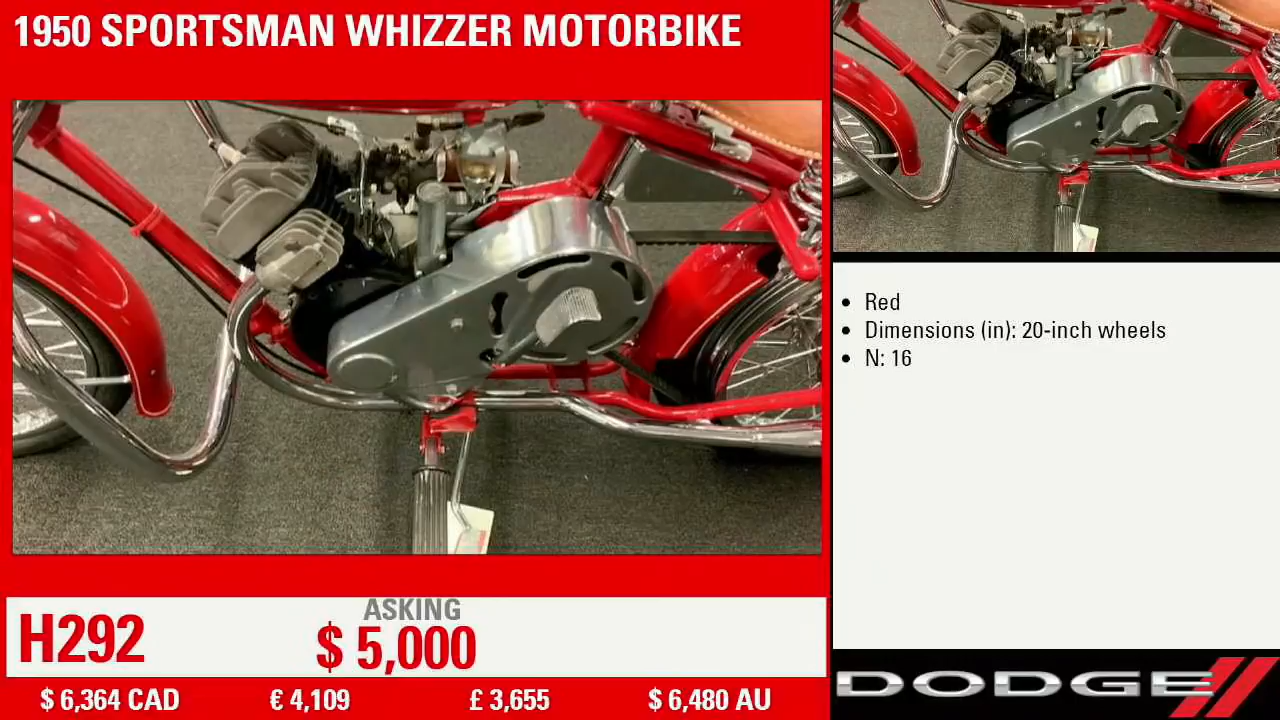 1950 SPORTSMAN WHIZZER MOTORBIKE
• Red
• Dimensions (in): 20-inch wheels
• N: 16
H292
ASKING
$ 5,000
$ 6,364 CAD € 4,109 £ 3,655 $ 6,480 AU
DODGE